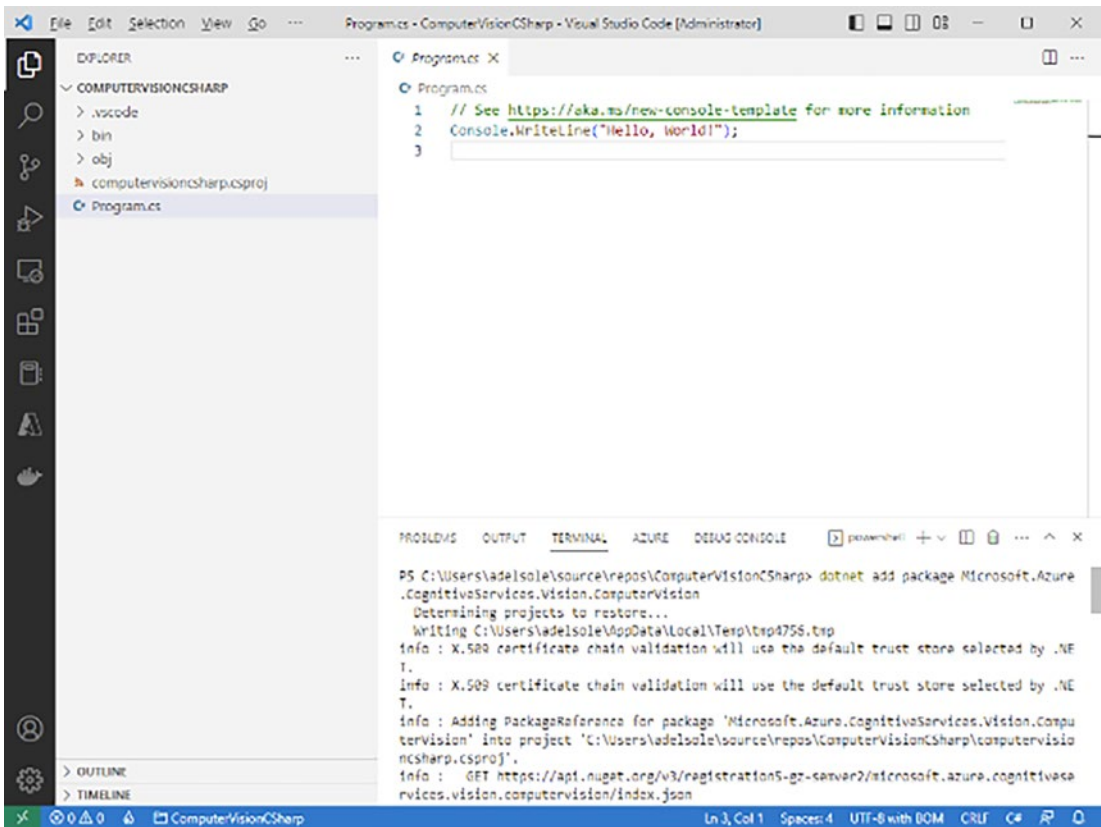 File Edit Selection View Go ··· Program.cs - ComputerVisionCSharp - Visual Studio Code [Administrator]
EXPLORER ···
COMPUTERVISIONCSHARP
.vscode
bin
obj
computervisioncsharp.csproj
Program.cs
OUTLINE
TIMELINE
Program.cs
Program.cs
1 // See https://aka.ms/new-console-template for more information
2 Console.WriteLine("Hello, World!");
3
PROBLEMS OUTPUT TERMINAL AZURE DEBUG CONSOLE powershell
PS C:\Users\adelsole\source\repos\ComputerVisionCSharp> dotnet add package Microsoft.Azure
.CognitiveServices.Vision.ComputerVision
Determining projects to restore...
Writing C:\Users\adelsole\AppData\Local\Temp\tmp4756.tmp
info : X.509 certificate chain validation will use the default trust store selected by .NE
T.
info : X.509 certificate chain validation will use the default trust store selected by .NE
T.
info : Adding PackageReference for package 'Microsoft.Azure.CognitiveServices.Vision.Compu
terVision' into project 'C:\Users\adelsole\source\repos\ComputerVisionCSharp\computervisio
ncsharp.csproj'.
info : GET https://api.nuget.org/v3/registration5-gz-semver2/microsoft.azure.cognitivese
rvices.vision.computervision/index.json
0 0 ComputerVisionCSharp Ln 3, Col 1 Spaces: 4 UTF-8 with BOM CRLF C#